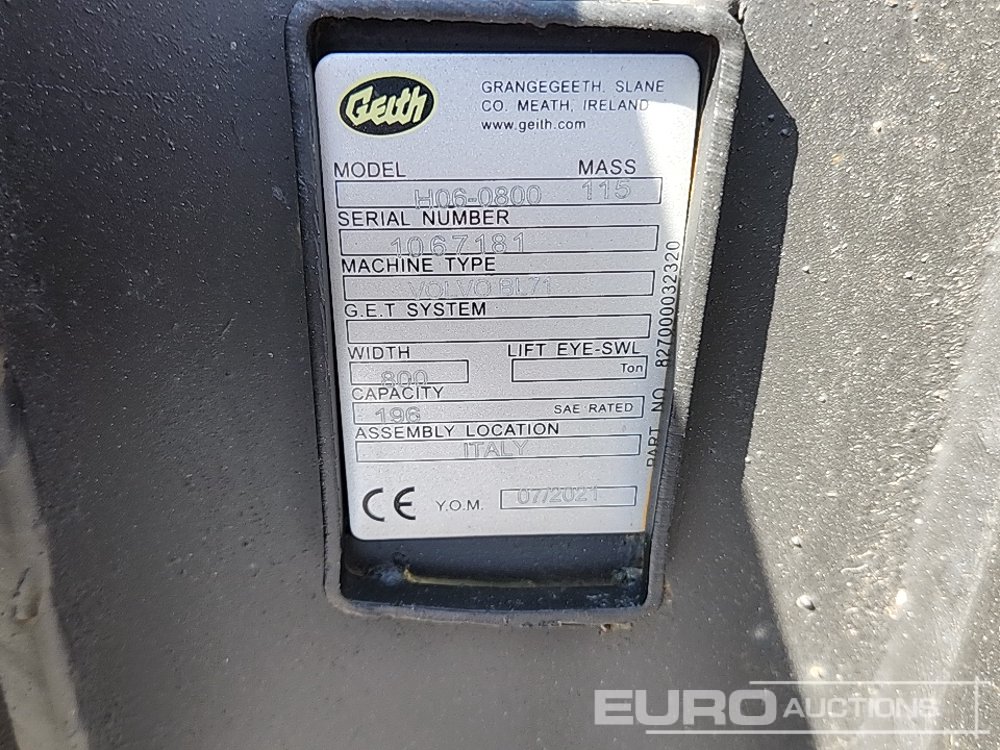 Geith
GRANGEGEETH, SLANE
CO. MEATH, IRELAND
www.geith.com
MODEL MASS
H06-0800 115
SERIAL NUMBER
1067181
MACHINE TYPE
VOLVO BL71
G.E.T SYSTEM
WIDTH LIFT EYE-SWL
800 Ton
CAPACITY
196 SAE RATED
ASSEMBLY LOCATION
ITALY
CE Y.O.M. 07/2021
PART NO. 827000032320
EURO AUCTIONS